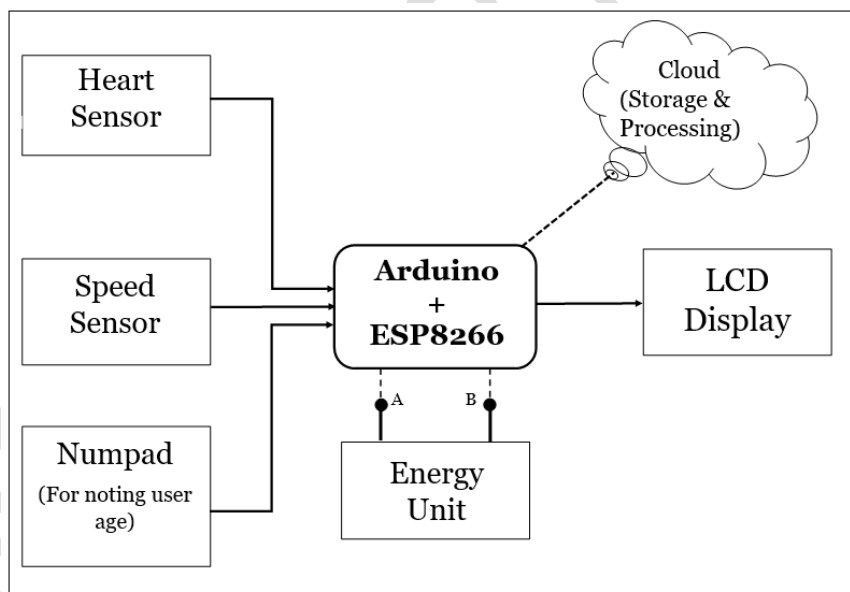 Heart
Sensor
Cloud
(Storage &
Processing)
Speed
Sensor
Arduino
+
ESP8266
LCD
Display
A
B
Numpad
(For noting user
age)
Energy
Unit